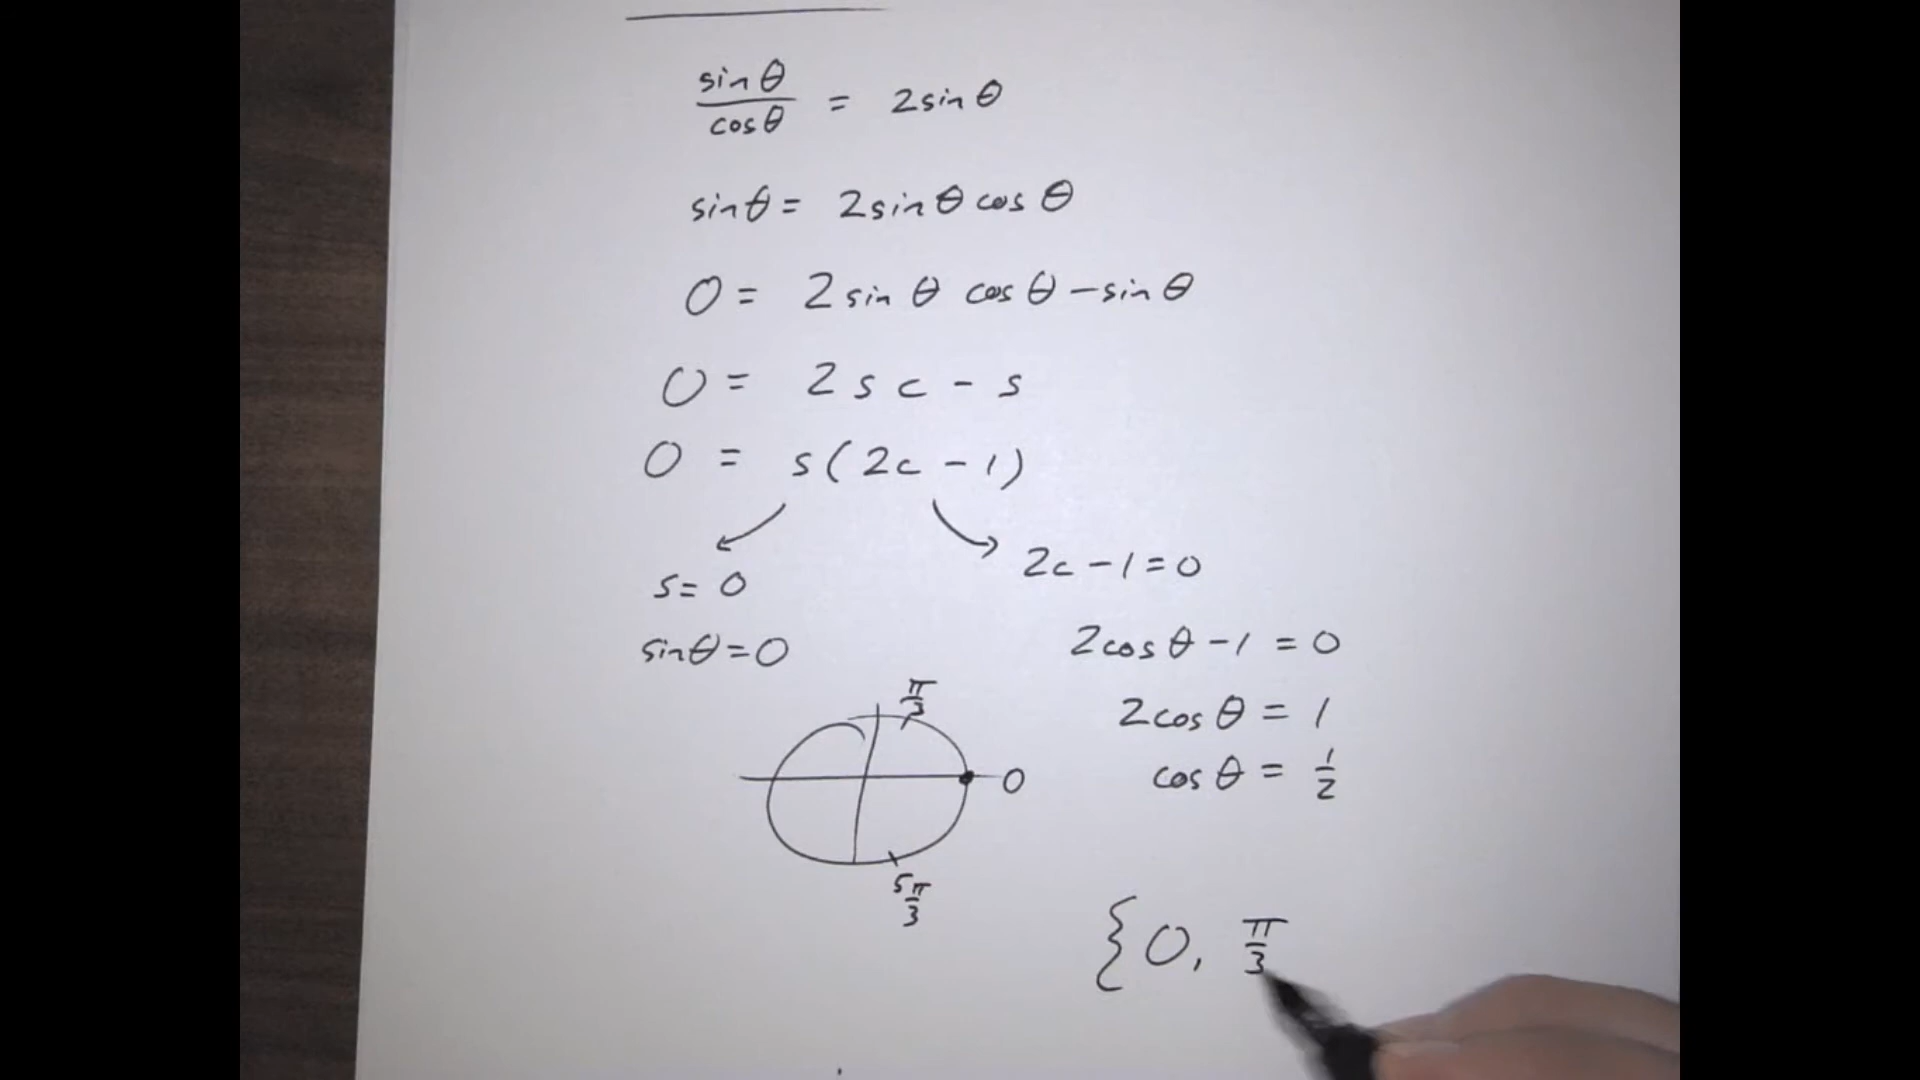 sinθ/cosθ = 2sinθ
sinθ = 2sinθ cosθ
0 = 2sinθ cosθ - sinθ
0 = 2sc - s
0 = s(2c - 1)
s = 0
2c - 1 = 0
sinθ = 0
2cosθ - 1 = 0
π/3
2cosθ = 1
0
cosθ = 1/2
5π/3
{0, π/3